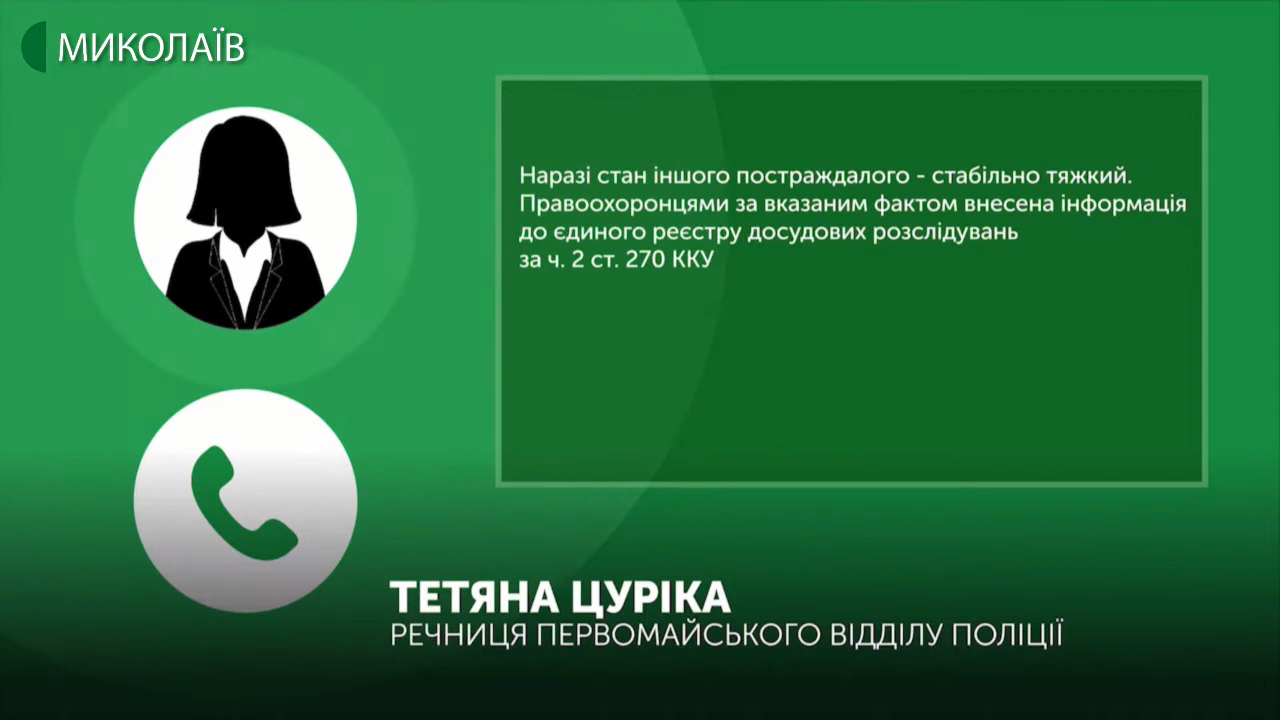 МИКОЛАЇВ
Наразі стан іншого постраждалого - стабільно тяжкий.
Правоохоронцями за вказаним фактом внесена інформація
до єдиного реєстру досудових розслідувань
за ч. 2 ст. 270 ККУ
ТЕТЯНА ЦУРІКА
РЕЧНИЦЯ ПЕРВОМАЙСЬКОГО ВІДДІЛУ ПОЛІЦІЇ